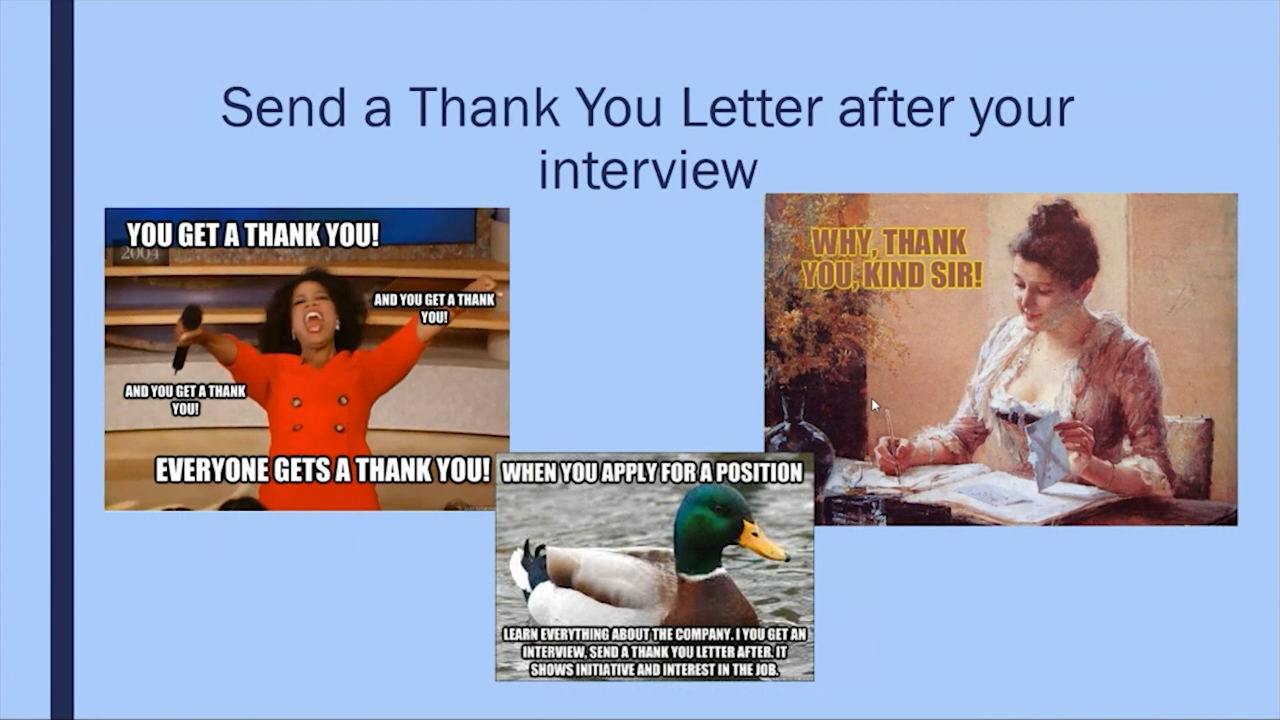 Send a Thank You Letter after your
interview
YOU GET A THANK YOU!
2004
AND YOU GET A THANK
YOU!
AND YOU GET A THANK
YOU!
EVERYONE GETS A THANK YOU!
WHY, THANK
YOU, KIND SIR!
WHEN YOU APPLY FOR A POSITION
LEARN EVERYTHING ABOUT THE COMPANY. I YOU GET AN
INTERVIEW, SEND A THANK YOU LETTER AFTER. IT
SHOWS INITIATIVE AND INTEREST IN THE JOB.